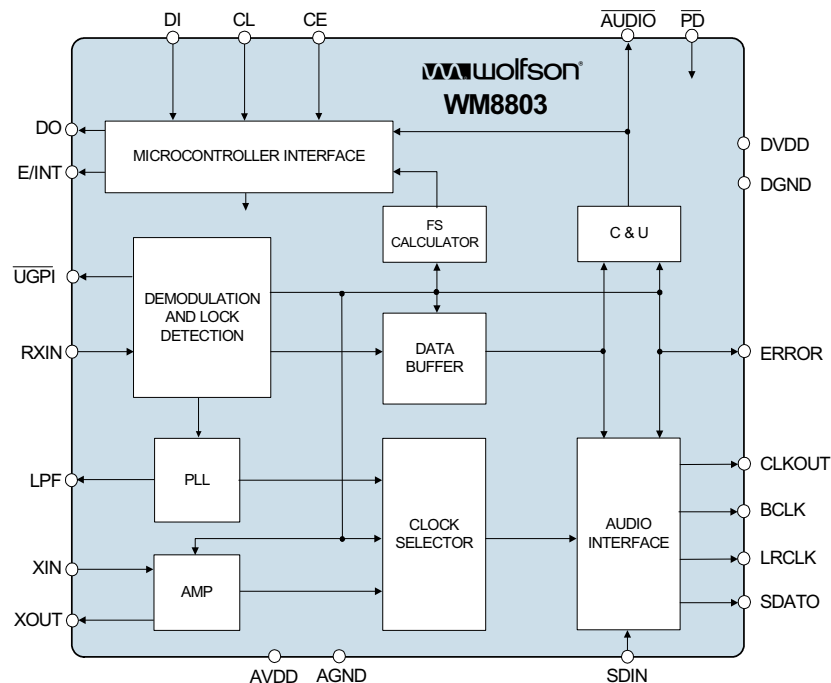 DI
CL
CE
AUDIO
PD
wolfson®
WM8803
DO
E/INT
MICROCONTROLLER INTERFACE
DVDD
DGND
FS
CALCULATOR
C & U
UGPI
DEMODULATION
AND LOCK
DETECTION
RXIN
DATA
BUFFER
ERROR
LPF
PLL
CLOCK
SELECTOR
AUDIO
INTERFACE
CLKOUT
BCLK
LRCLK
SDATO
XIN
AMP
XOUT
AVDD
AGND
SDIN